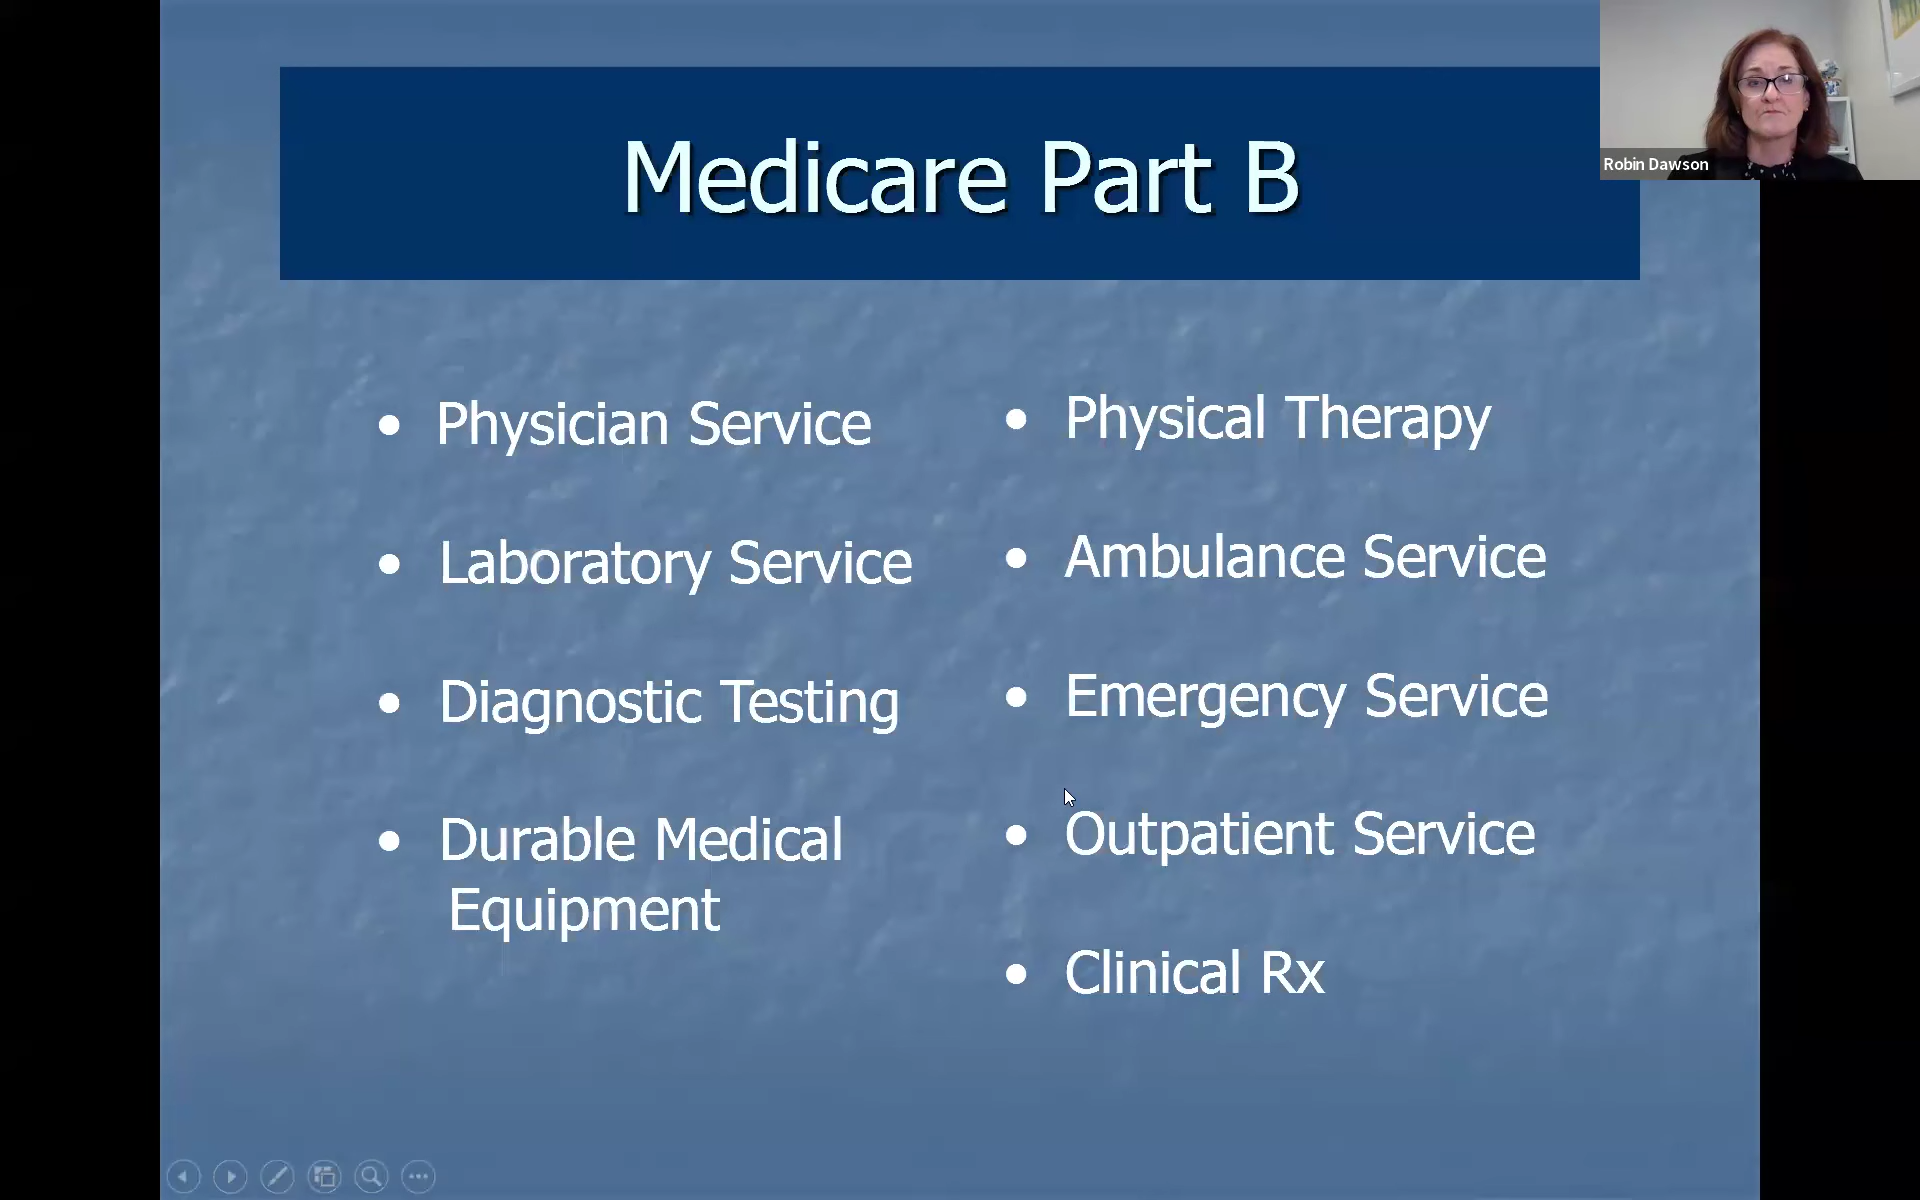 Medicare Part B
Robin Dawson
• Physician Service
• Laboratory Service
• Diagnostic Testing
• Durable Medical
Equipment
• Physical Therapy
• Ambulance Service
• Emergency Service
• Outpatient Service
• Clinical Rx